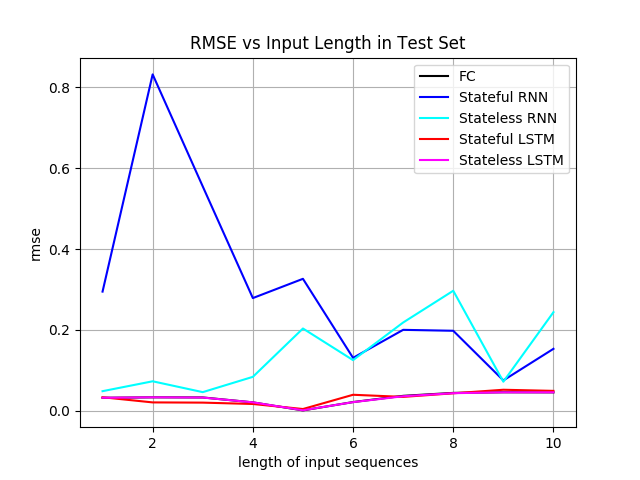 RMSE vs Input Length in Test Set
FC
Stateful RNN
Stateless RNN
Stateful LSTM
Stateless LSTM
rmse
0.8
0.6
0.4
0.2
0.0
2 4 6 8 10
length of input sequences